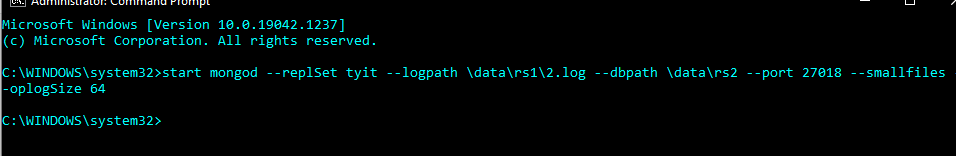 Administrator: Command Prompt
Microsoft Windows [Version 10.0.19042.1237]
(c) Microsoft Corporation. All rights reserved.
C:\WINDOWS\system32>start mongod --replSet tyit --logpath \data\rs1\2.log --dbpath \data\rs2 --port 27018 --smallfiles
-oplogSize 64
C:\WINDOWS\system32>